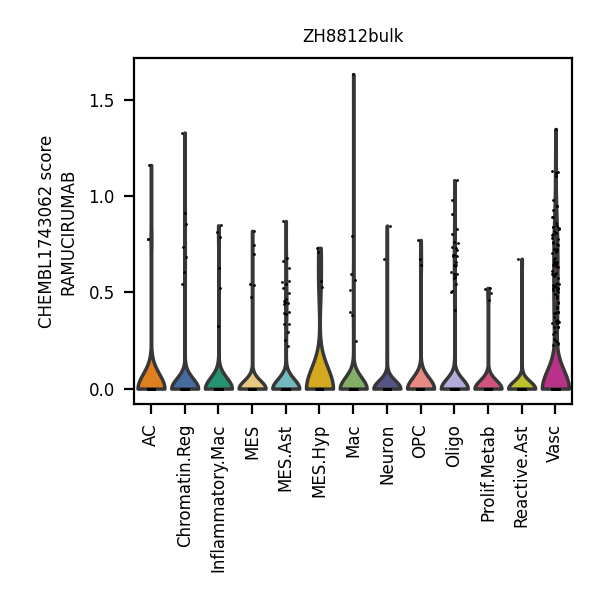 ZH8812bulk
CHEMBL1743062 score
RAMUCIRUMAB
1.5
1.0
0.5
0.0
AC
Chromatin.Reg
Inflammatory.Mac
MES
MES.Ast
MES.Hyp
Mac
Neuron
OPC
Oligo
Prolif.Metab
Reactive.Ast
Vasc